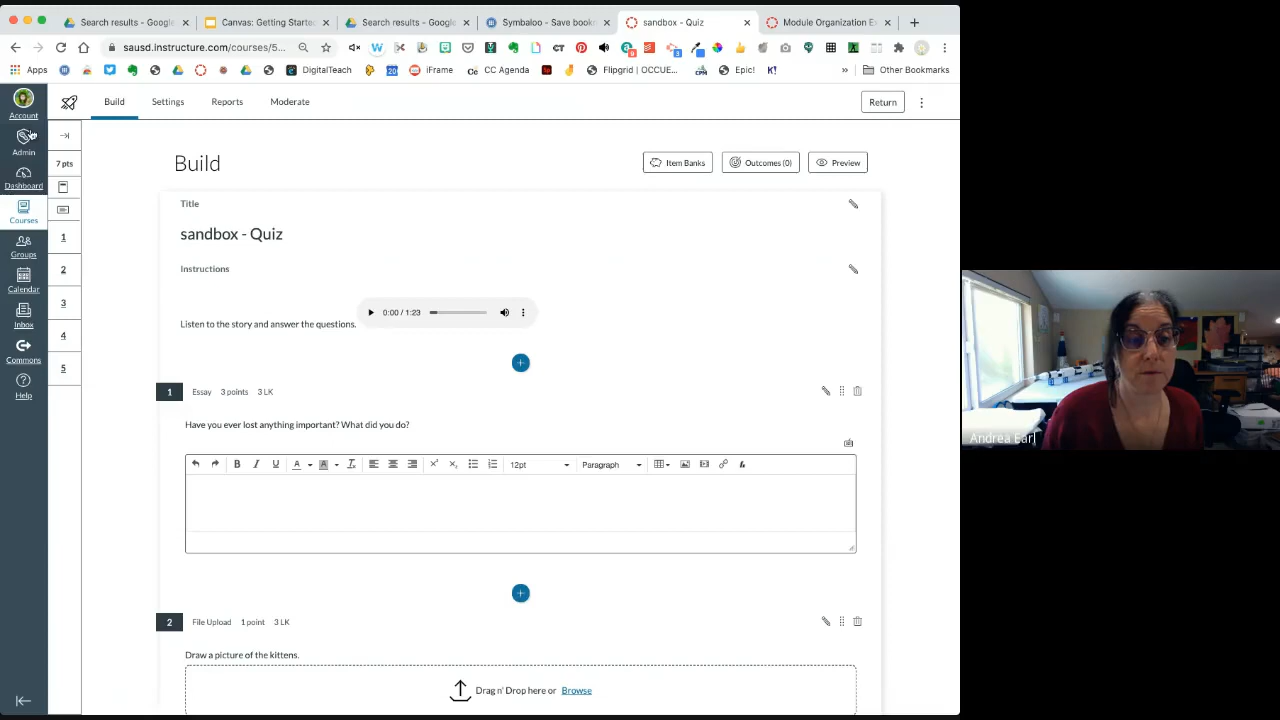 Search results - Google
Canvas: Getting Starte
Search results - Google
Symbaloo - Save bookn
sandbox - Quiz
Module Organization Ex
sausd.instructure.com/courses/5...
Apps
DigitalTeach
iFrame
CC Agenda
Flipgrid | OCCUE...
Epic!
Other Bookmarks
Account
Admin
Dashboard
Courses
Groups
Calendar
Inbox
Commons
Help
7 pts
1
2
3
4
5
Build
Settings
Reports
Moderate
Return
Build
Item Banks
Outcomes (0)
Preview
Title
sandbox - Quiz
Instructions
Listen to the story and answer the questions.
0:00 / 1:23
1
Essay
3 points
3 LK
Have you ever lost anything important? What did you do?
12pt
Paragraph
2
File Upload
1 point
3 LK
Draw a picture of the kittens.
Drag n' Drop here or Browse
Andrea Earl